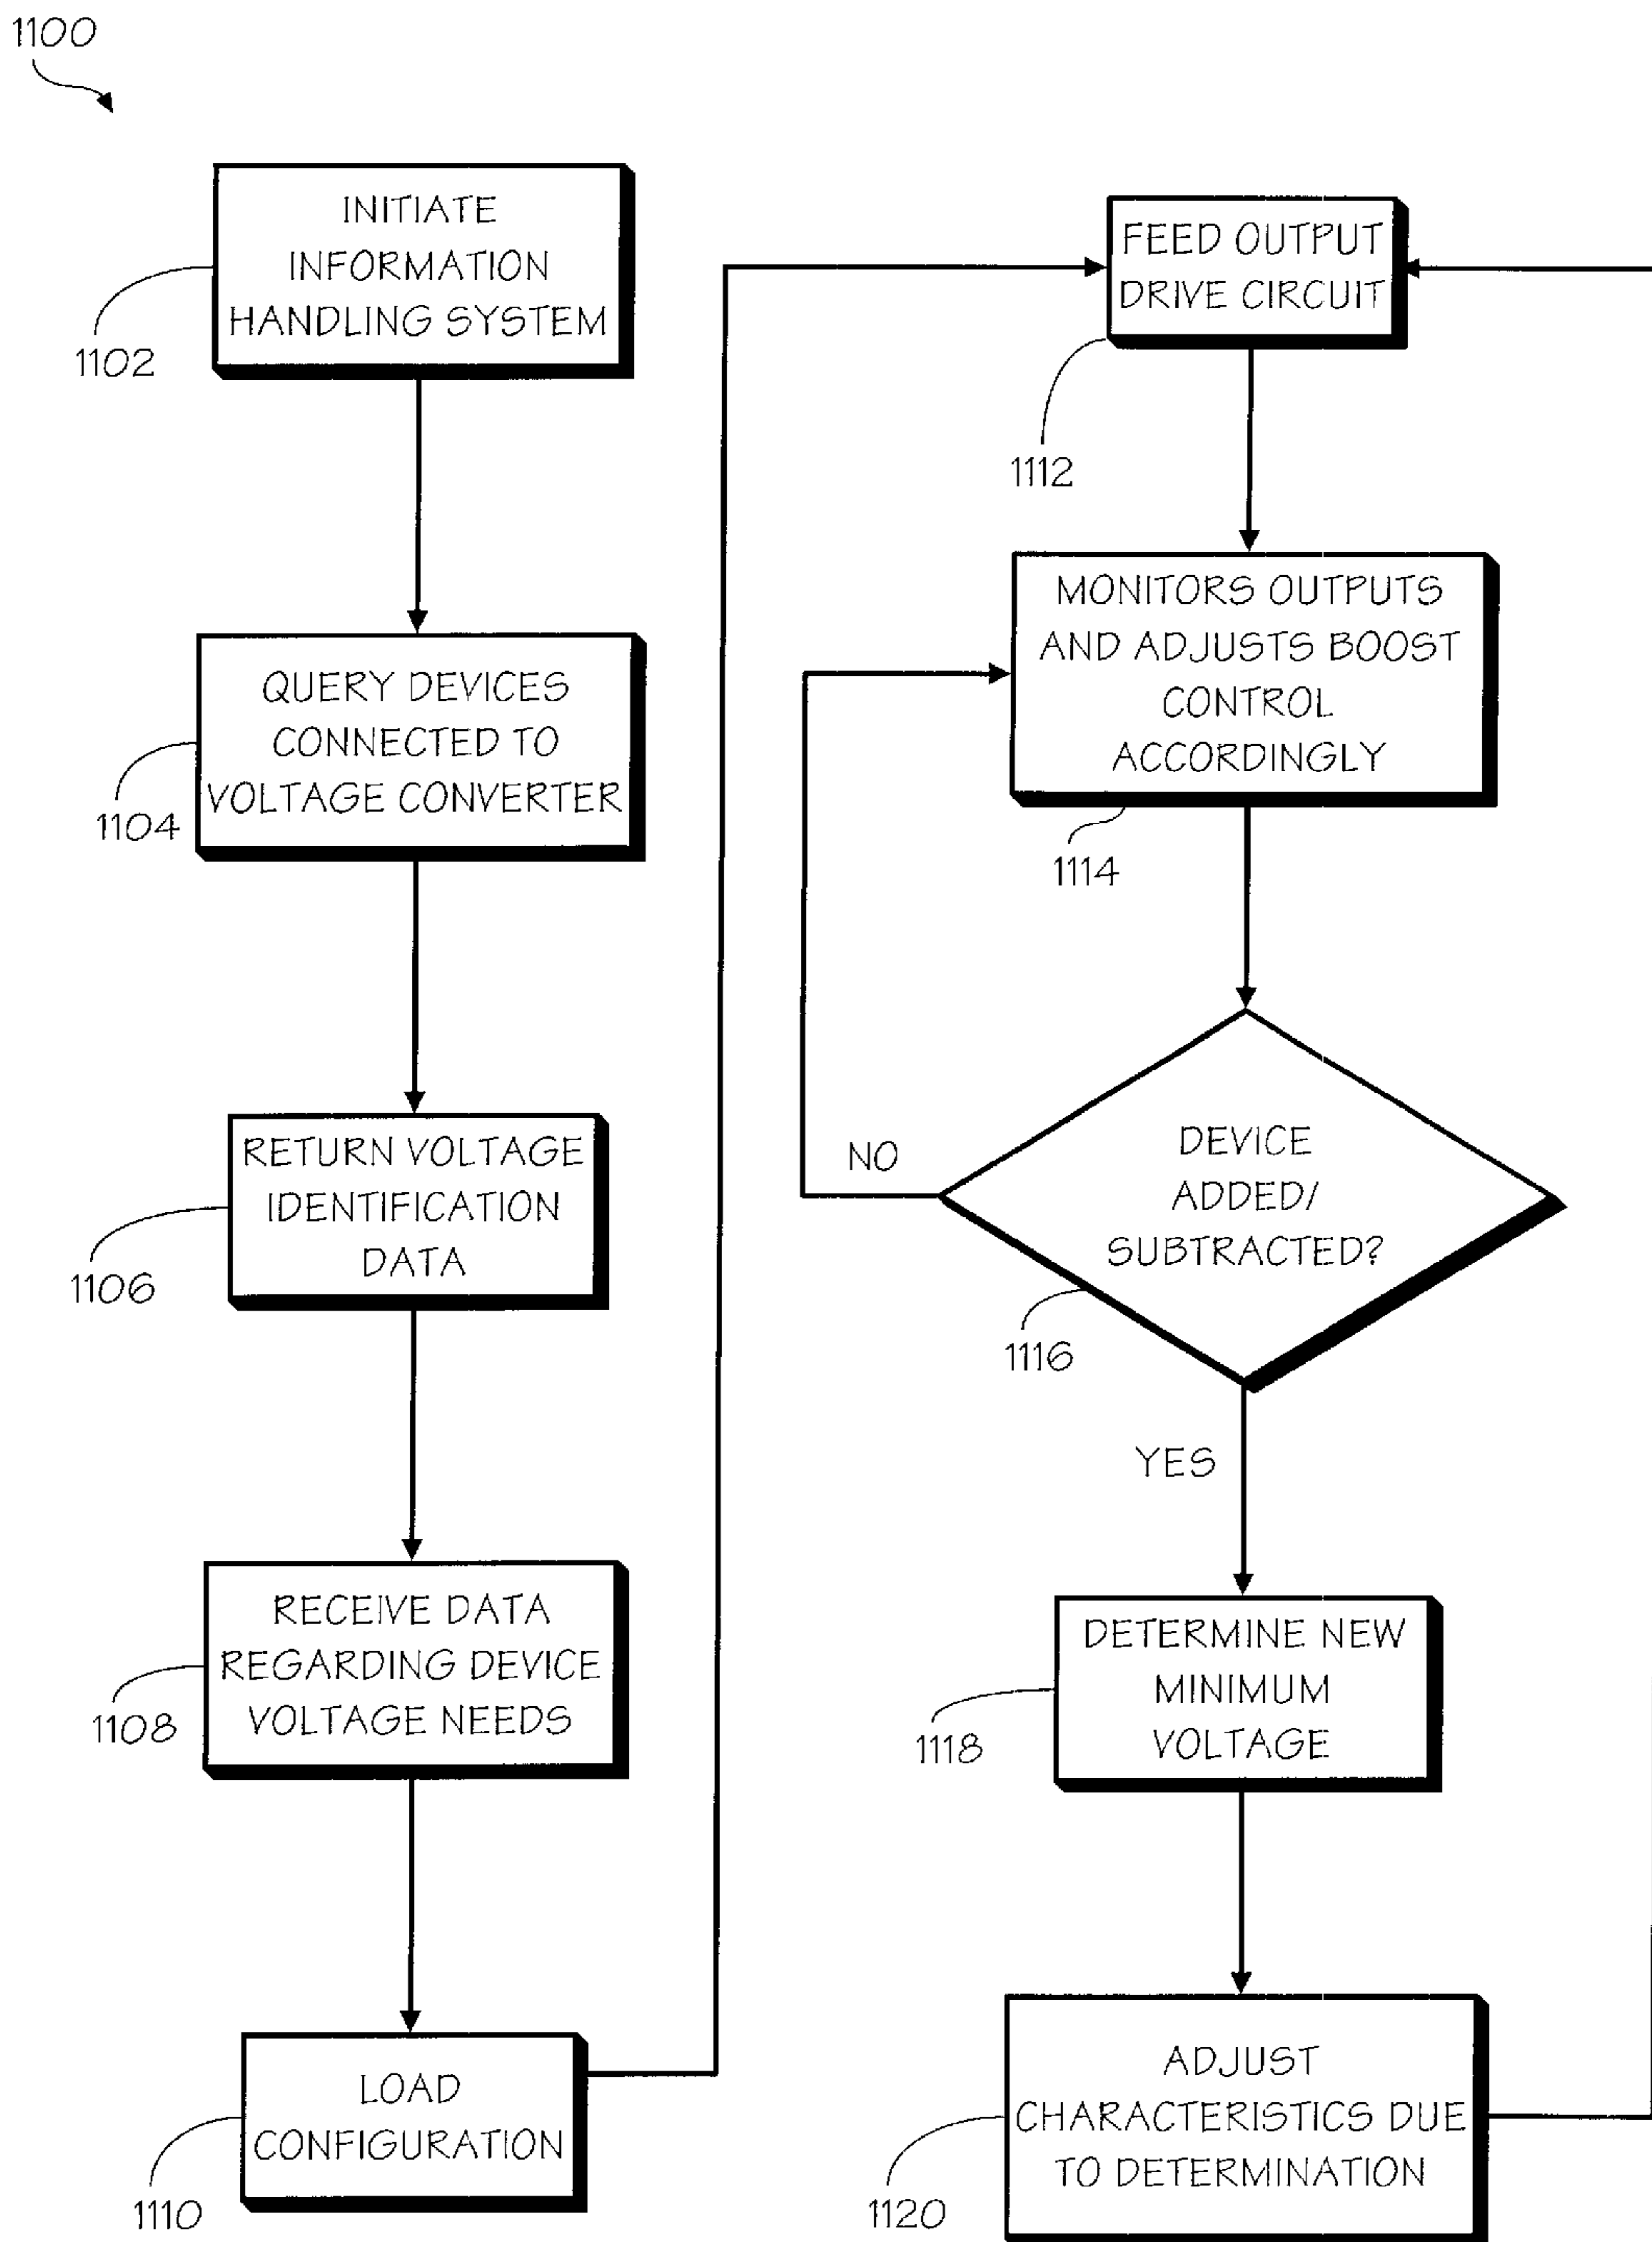 1100
INITIATE
INFORMATION
HANDLING SYSTEM
1102
QUERY DEVICES
CONNECTED TO
VOLTAGE CONVERTER
1104
RETURN VOLTAGE
IDENTIFICATION
DATA
1106
RECEIVE DATA
REGARDING DEVICE
VOLTAGE NEEDS
1108
LOAD
CONFIGURATION
1110
FEED OUTPUT
DRIVE CIRCUIT
1112
MONITORS OUTPUTS
AND ADJUSTS BOOST
CONTROL
ACCORDINGLY
1114
DEVICE
ADDED/
SUBTRACTED?
1116
NO
YES
DETERMINE NEW
MINIMUM
VOLTAGE
1118
ADJUST
CHARACTERISTICS DUE
TO DETERMINATION
1120